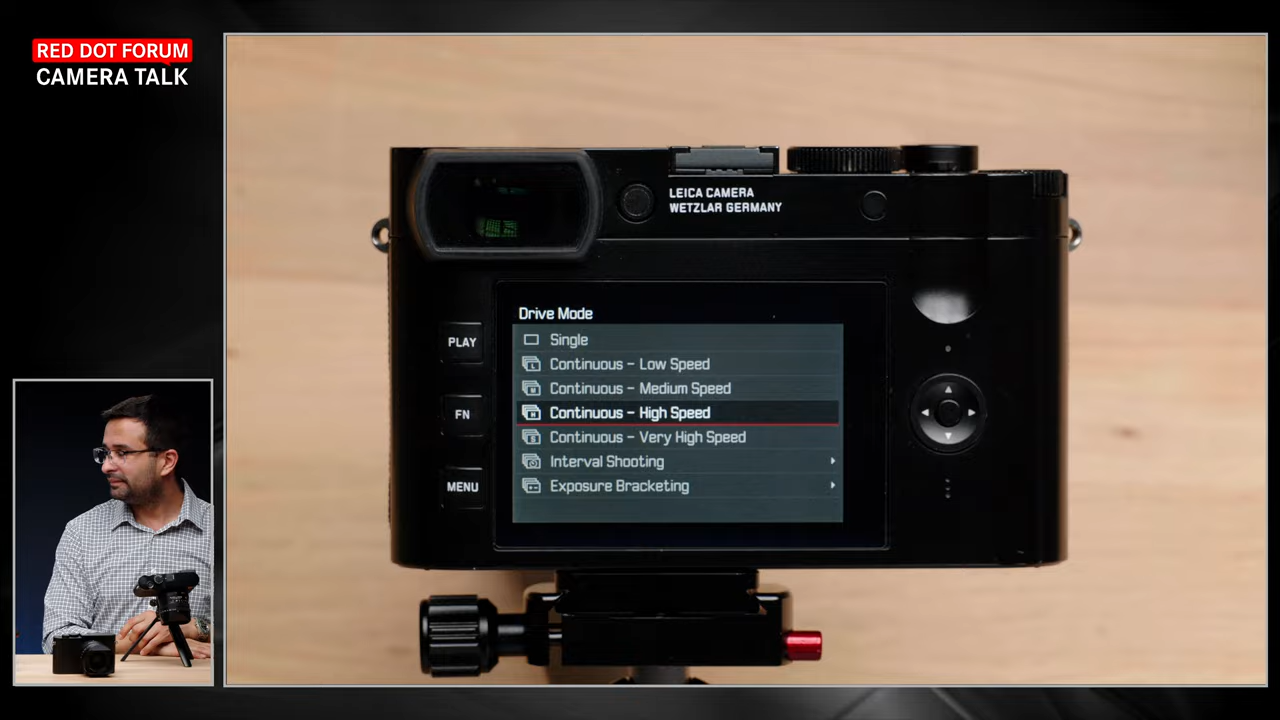 RED DOT FORUM
CAMERA TALK
LEICA CAMERA
WETZLAR GERMANY
Drive Mode
Single
Continuous - Low Speed
Continuous - Medium Speed
Continuous - High Speed
Continuous - Very High Speed
Interval Shooting
Exposure Bracketing
PLAY
FN
MENU